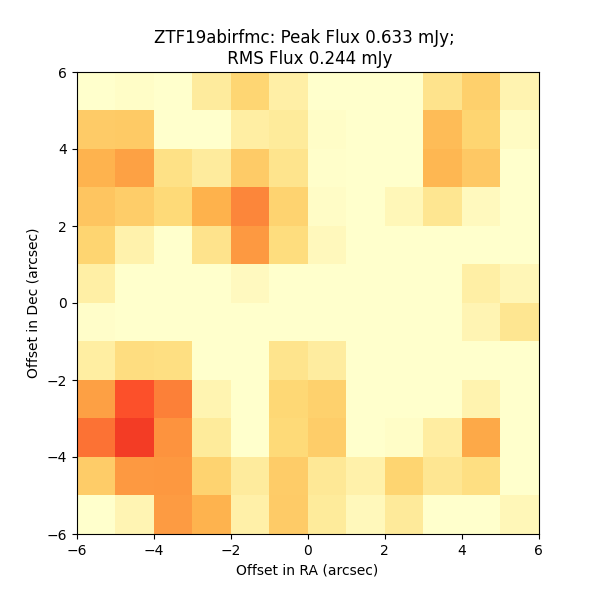 ZTF19abirfmc: Peak Flux 0.633 mJy;
RMS Flux 0.244 mJy
6
4
2
0
−2
−4
−6
Offset in Dec (arcsec)
−6 −4 −2 0 2 4 6
Offset in RA (arcsec)